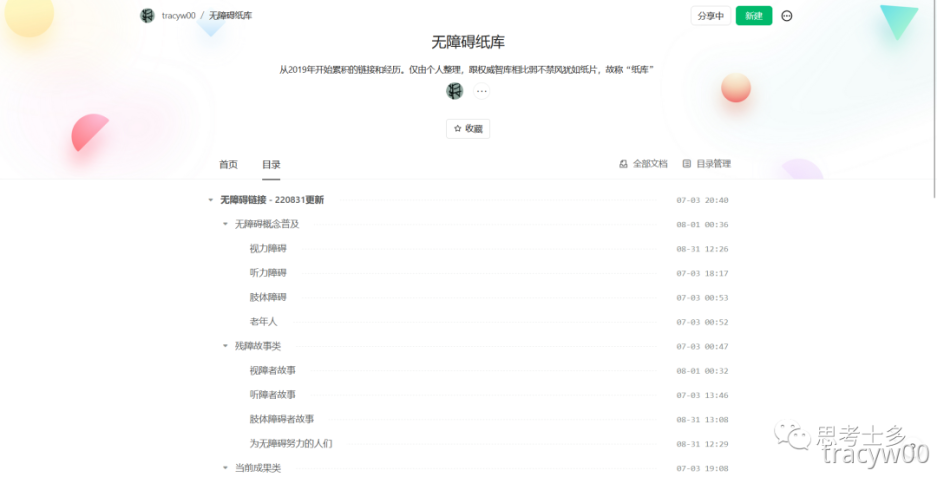 tracyw00 / 无障碍纸库
分享中 新建
无障碍纸库
从2019年开始累积的链接和经历。仅由个人整理，跟权威智库相比弱不禁风犹如纸片，故称“纸库”
收藏
首页 目录 全部文档 目录管理
无障碍链接 - 220831更新 07-03 20:40
无障碍概念普及 08-01 00:36
视力障碍 08-31 12:26
听力障碍 07-03 18:17
肢体障碍 07-03 00:53
老年人 07-03 00:52
残障故事类 07-03 00:47
视障者故事 08-01 00:32
听障者故事 07-03 13:46
肢体障碍者故事 08-31 13:08
为无障碍努力的人们 08-31 12:29
当前成果类 07-03 19:08
思考士多
tracyw00